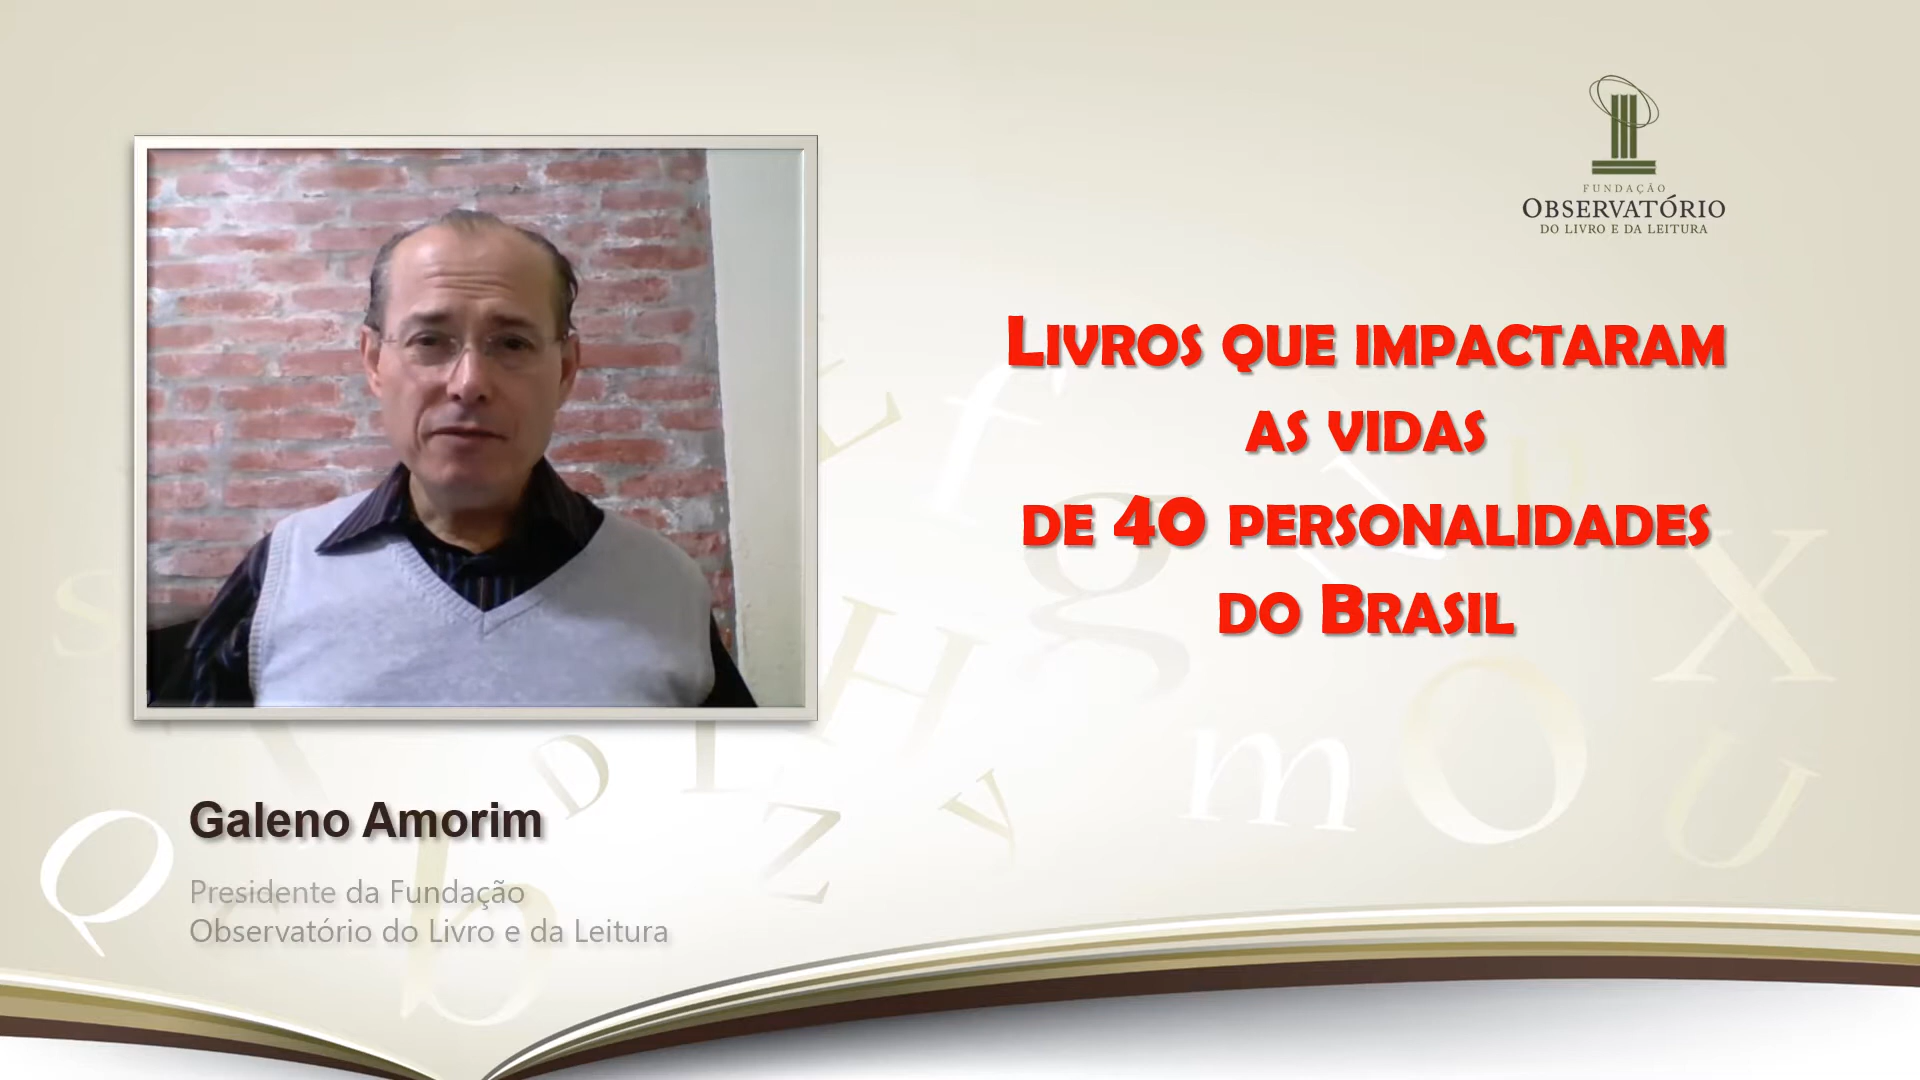 FUNDAÇÃO
OBSERVATÓRIO
DO LIVRO E DA LEITURA
LIVROS QUE IMPACTARAM
AS VIDAS
DE 40 PERSONALIDADES
DO BRASIL
Galeno Amorim
Presidente da Fundação
Observatório do Livro e da Leitura